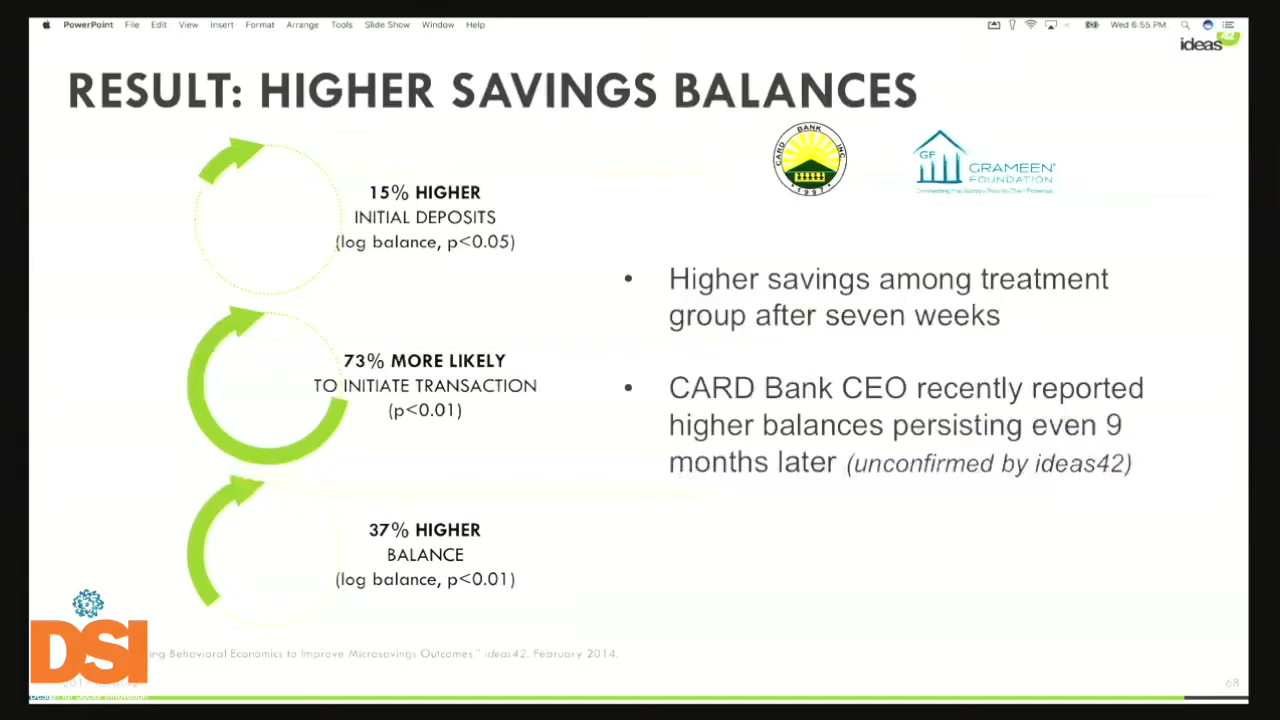 PowerPoint File Edit View Insert Format Arrange Tools Slide Show Window Help Wed 6:55 PM
ideas42
RESULT: HIGHER SAVINGS BALANCES
CARD BANK INC.
1997
GF
GRAMEEN
FOUNDATION
15% HIGHER
INITIAL DEPOSITS
(log balance, p<0.05)
73% MORE LIKELY
TO INITIATE TRANSACTION
(p<0.01)
37% HIGHER
BALANCE
(log balance, p<0.01)
• Higher savings among treatment
group after seven weeks
• CARD Bank CEO recently reported
higher balances persisting even 9
months later (unconfirmed by ideas42)
DSI
Behavioral Economics to Improve Microsavings Outcomes." ideas42. February 2014.
68